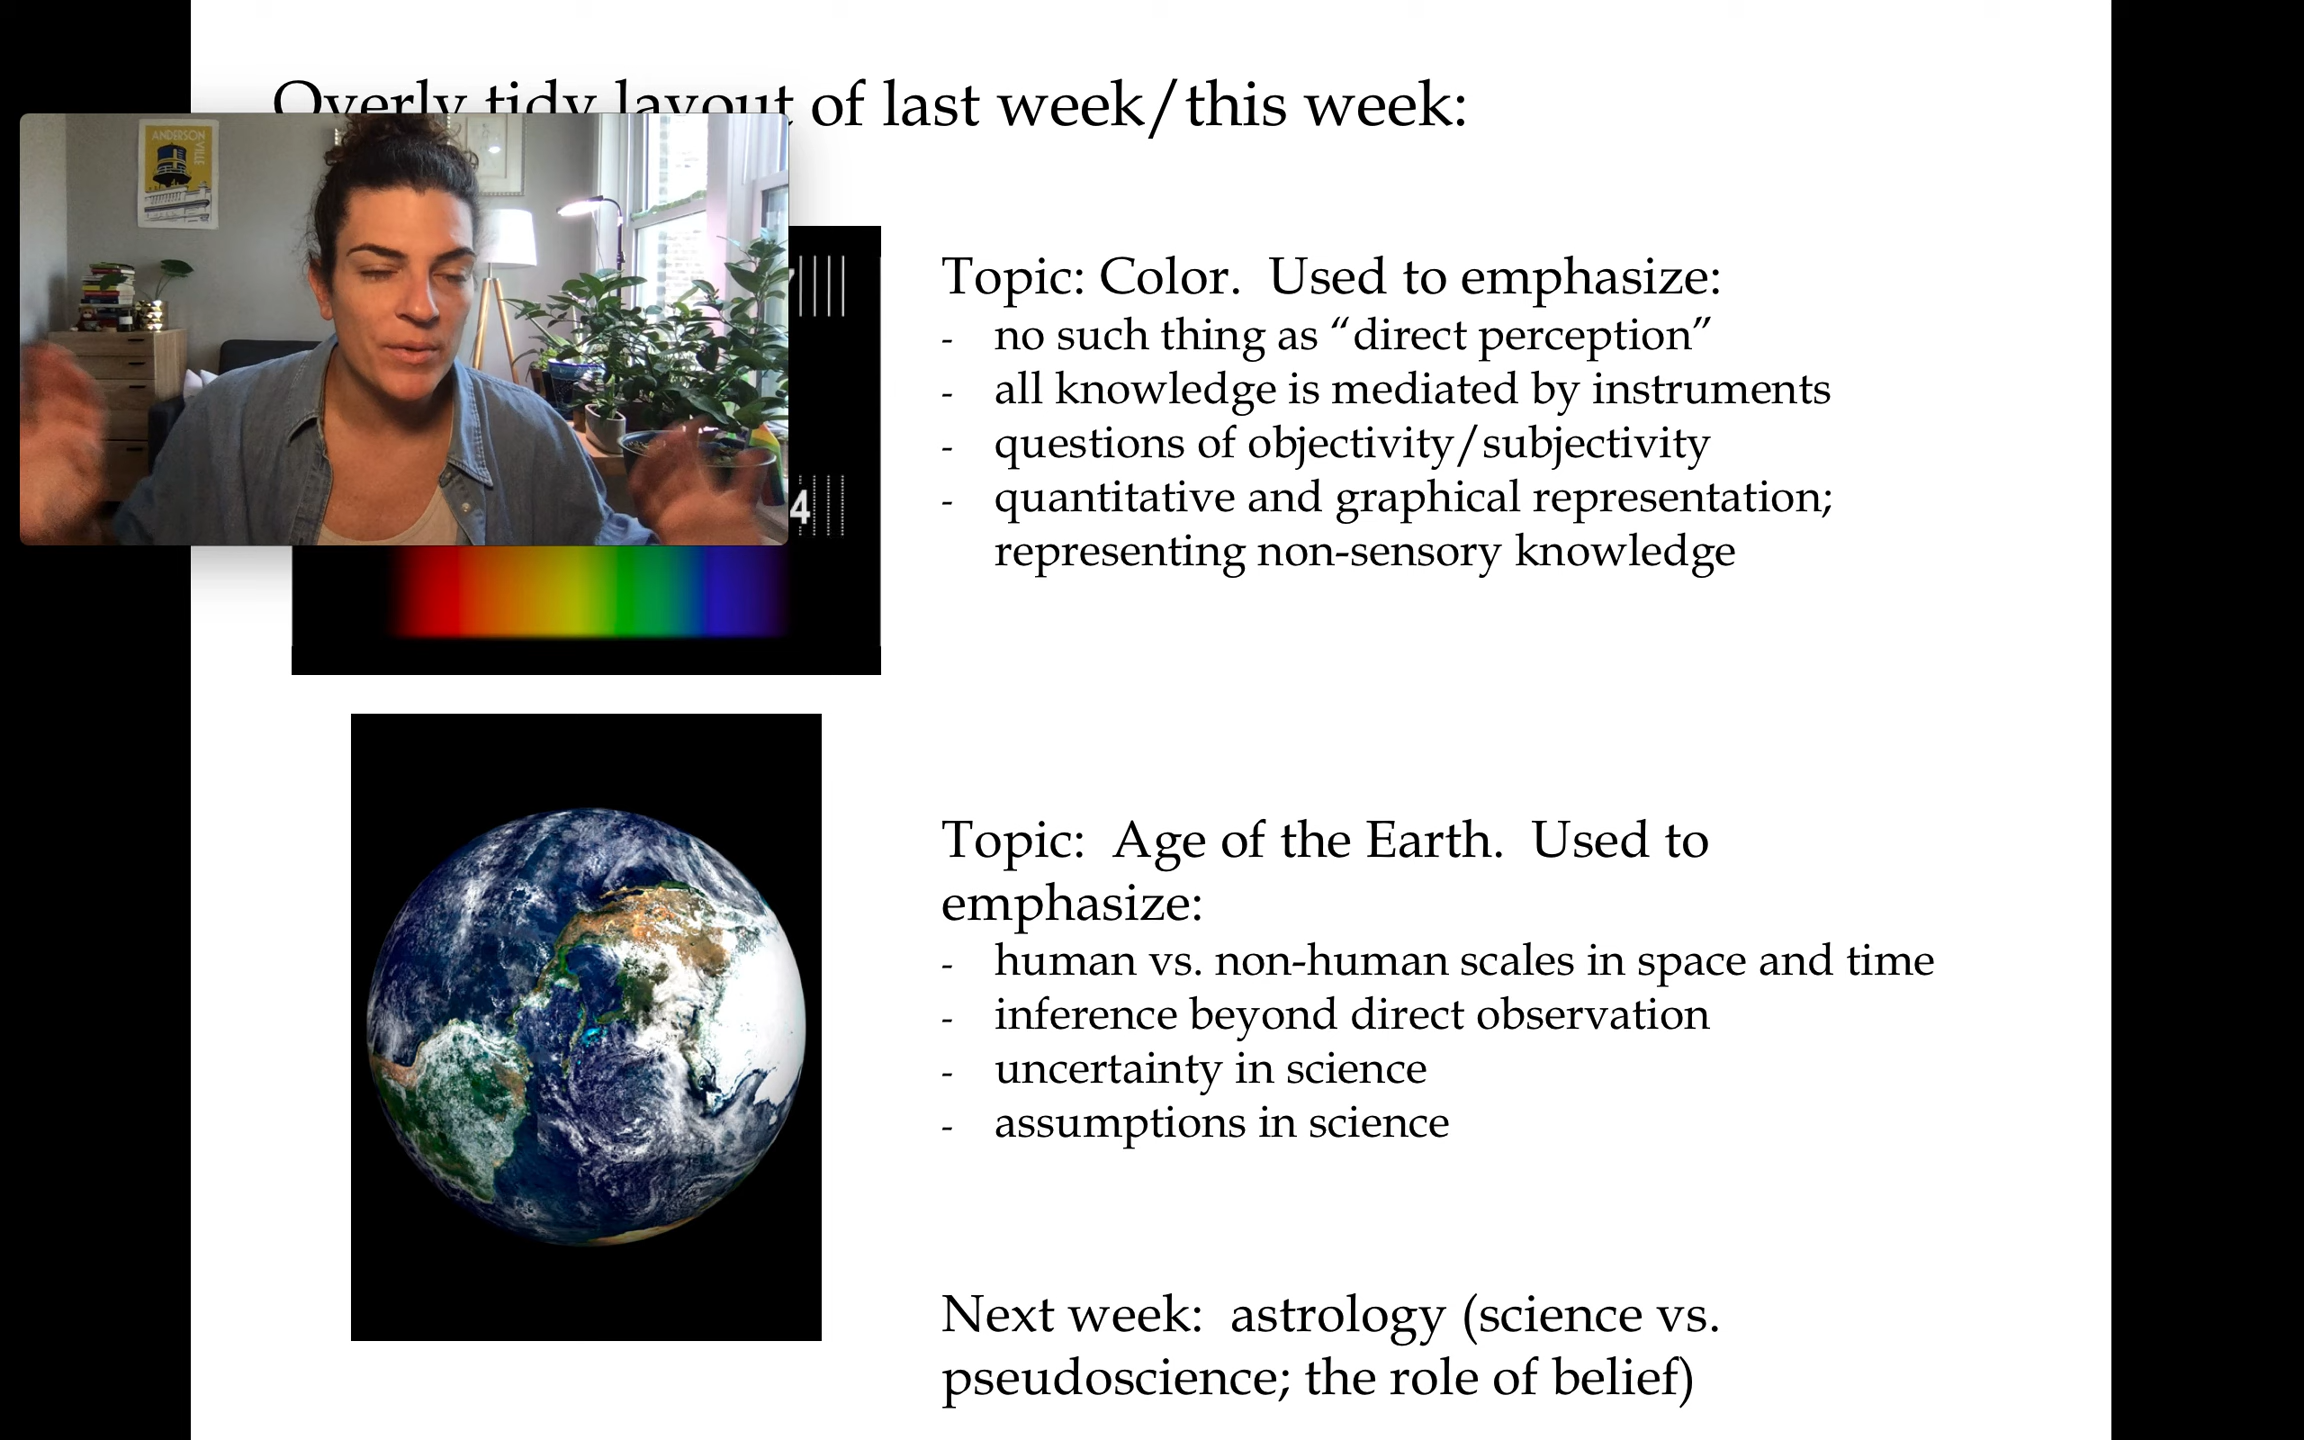 Overly tidy layout of last week/this week:
ANDERSON
VILLE
4
Topic: Color. Used to emphasize:
- no such thing as “direct perception”
- all knowledge is mediated by instruments
- questions of objectivity/subjectivity
- quantitative and graphical representation;
representing non-sensory knowledge
Topic: Age of the Earth. Used to
emphasize:
- human vs. non-human scales in space and time
- inference beyond direct observation
- uncertainty in science
- assumptions in science
Next week: astrology (science vs.
pseudoscience; the role of belief)